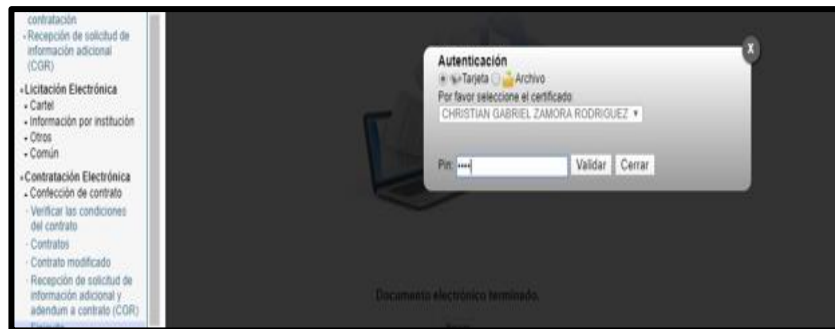 contratación
Recepción de solicitud de
información adicional
(CGR)
Licitación Electrónica
Cartel
Información por institución
Otros
Común
Contratación Electrónica
Confección de contrato
Verificar las condiciones
del contrato
Contratos
Contrato modificado
Recepción de solicitud de
información adicional y
adendum a contrato (CGR)
Finiquito
X
Autenticación
Tarjeta Archivo
Por favor seleccione el certificado:
CHRISTIAN GABRIEL ZAMORA RODRIGUEZ
Pin: •••• Validar Cerrar
Documento electrónico terminado.